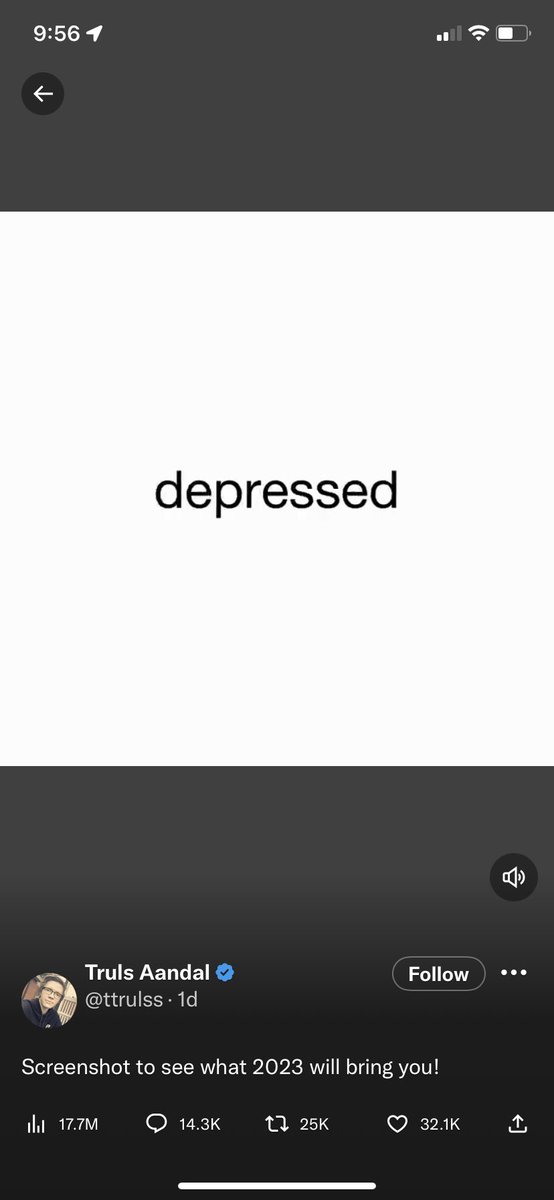 9:56
depressed
Truls Aandal
@ttrulss · 1d
Follow
Screenshot to see what 2023 will bring you!
17.7M 14.3K 25K 32.1K